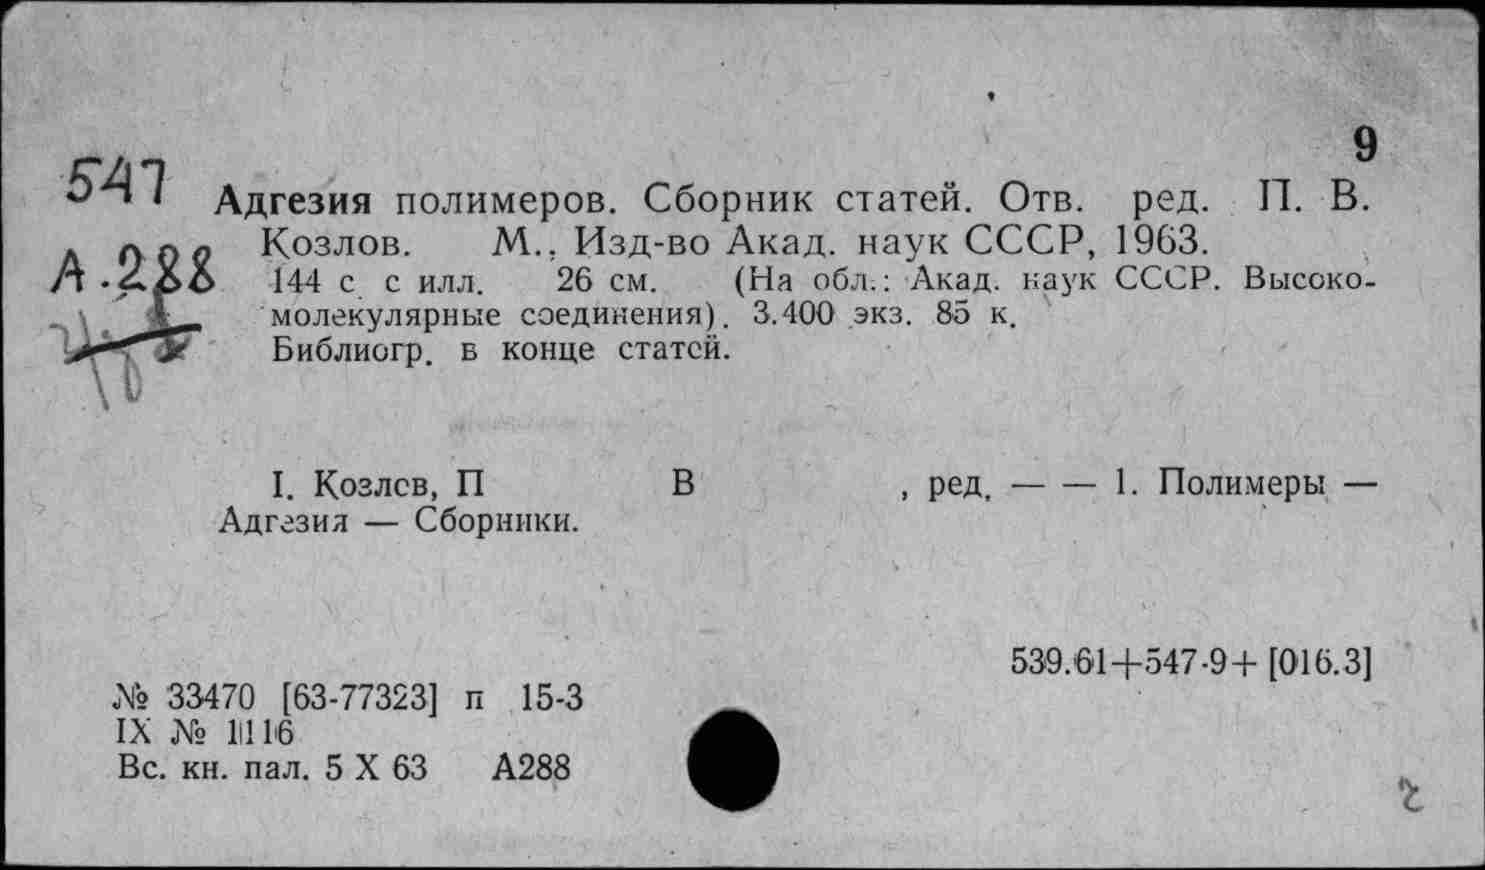 9
547
Адгезия полимеров. Сборник статей. Отв. ред. П. В.
А.288
Козлов. М., Изд-во Акад. наук СССР, 1963.
144 с. с илл. 26 см. (На обл.: Акад. наук СССР. Высоко-
молекулярные соединения). 3.400 экз. 85 к.
Библиогр. в конце статей.
I. Козлов, П В , ред. — — 1. Полимеры —
Адгезия — Сборники.
539.61+547-9+ [016.3]
№ 33470 [63-77323] п 15-3
IX № 1116
Вс. кн. пал. 5 X 63 А288